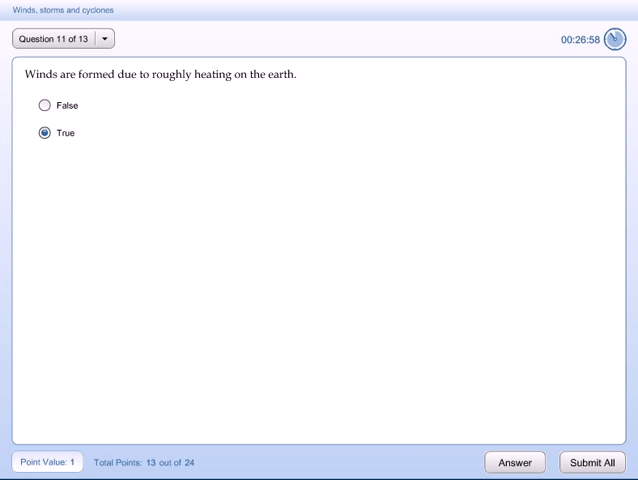 Winds, storms and cyclones
Question 11 of 13
00:26:58
Winds are formed due to roughly heating on the earth.
False
True
Point Value: 1
Total Points: 13 out of 24
Answer
Submit All